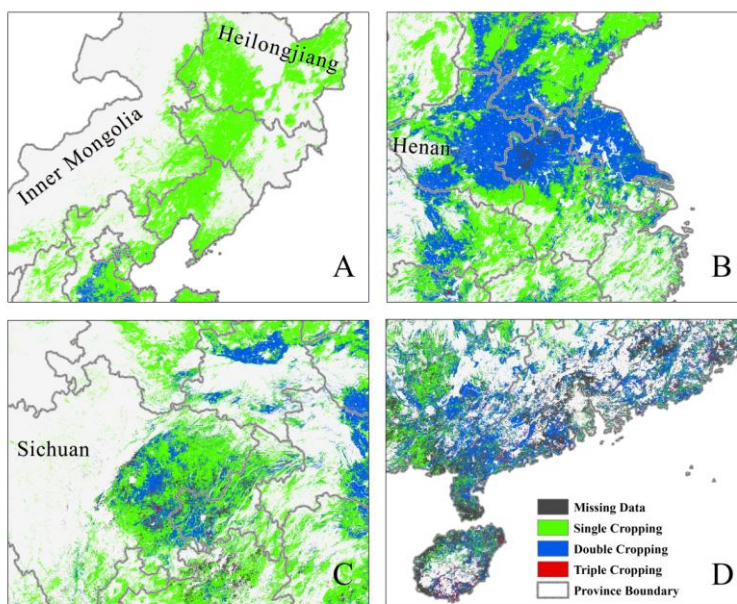 Heilongjiang
Inner Mongolia
A
Henan
B
Sichuan
C
Missing Data
Single Cropping
Double Cropping
Triple Cropping
Province Boundary
D